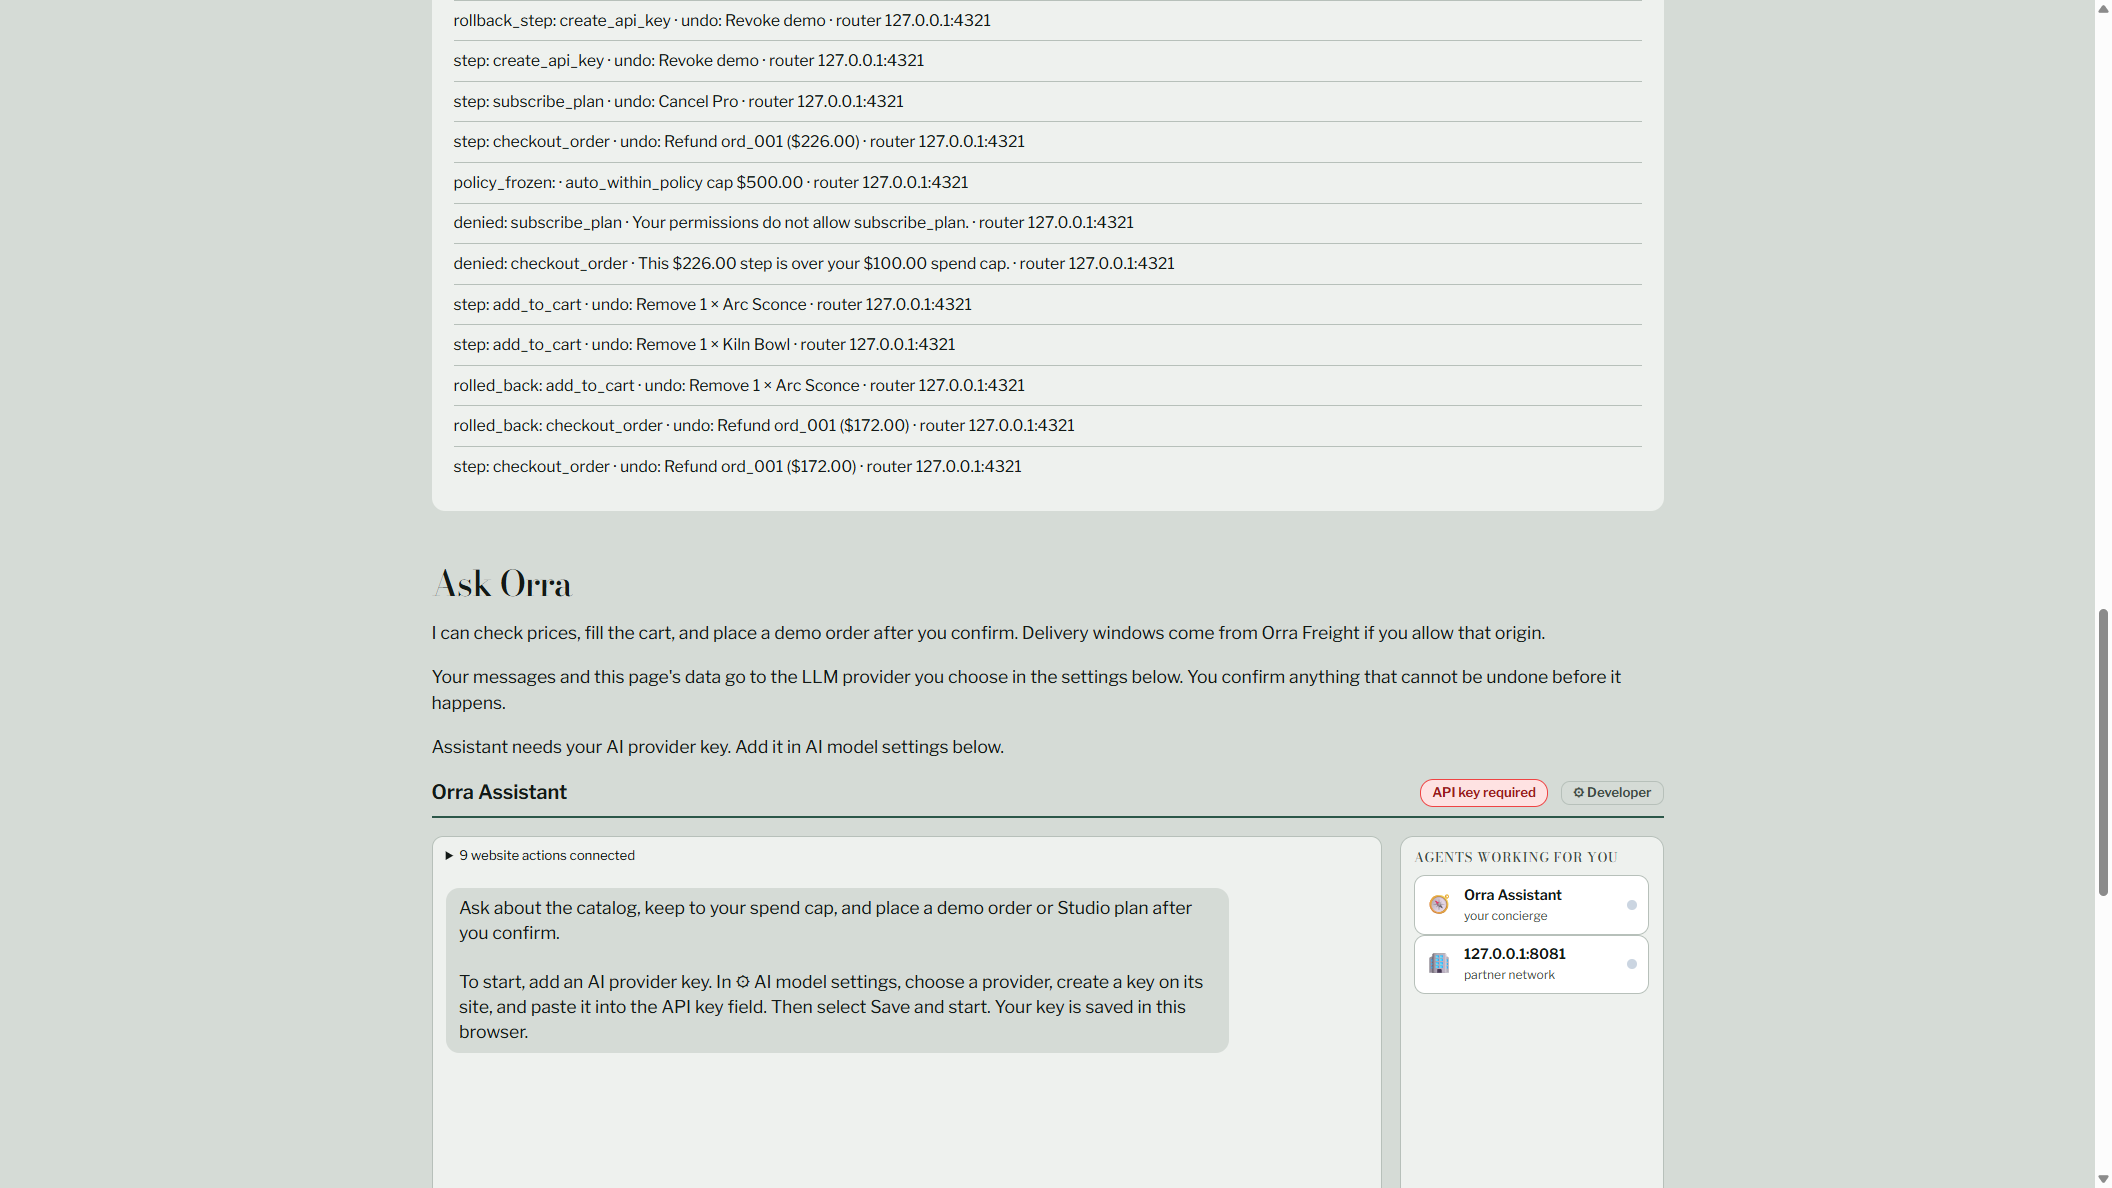 rollback_step: create_api_key · undo: Revoke demo · router 127.0.0.1:4321
step: create_api_key · undo: Revoke demo · router 127.0.0.1:4321
step: subscribe_plan · undo: Cancel Pro · router 127.0.0.1:4321
step: checkout_order · undo: Refund ord_001 ($226.00) · router 127.0.0.1:4321
policy_frozen: · auto_within_policy cap $500.00 · router 127.0.0.1:4321
denied: subscribe_plan · Your permissions do not allow subscribe_plan. · router 127.0.0.1:4321
denied: checkout_order · This $226.00 step is over your $100.00 spend cap. · router 127.0.0.1:4321
step: add_to_cart · undo: Remove 1 × Arc Sconce · router 127.0.0.1:4321
step: add_to_cart · undo: Remove 1 × Kiln Bowl · router 127.0.0.1:4321
rolled_back: add_to_cart · undo: Remove 1 × Arc Sconce · router 127.0.0.1:4321
rolled_back: checkout_order · undo: Refund ord_001 ($172.00) · router 127.0.0.1:4321
step: checkout_order · undo: Refund ord_001 ($172.00) · router 127.0.0.1:4321
Ask Orra
I can check prices, fill the cart, and place a demo order after you confirm. Delivery windows come from Orra Freight if you allow that origin.
Your messages and this page's data go to the LLM provider you choose in the settings below. You confirm anything that cannot be undone before it
happens.
Assistant needs your AI provider key. Add it in AI model settings below.
Orra Assistant
API key required
⚙ Developer
▶ 9 website actions connected
Ask about the catalog, keep to your spend cap, and place a demo order or Studio plan after
you confirm.
To start, add an AI provider key. In ⚙ AI model settings, choose a provider, create a key on its
site, and paste it into the API key field. Then select Save and start. Your key is saved in this
browser.
AGENTS WORKING FOR YOU
Orra Assistant
your concierge
127.0.0.1:8081
partner network